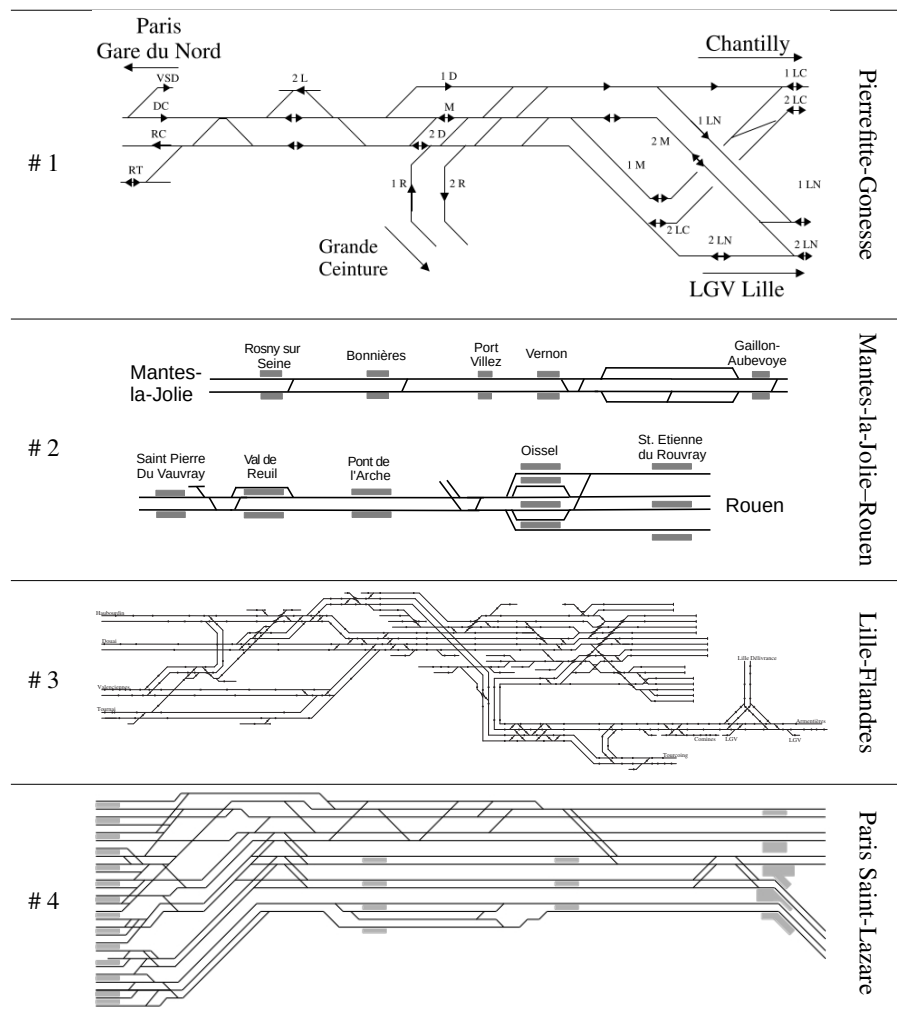 Paris
Gare du Nord
Chantilly
VSD
2 L
1 D
1 LC
DC
M
2 LC
1 LN
RC
2 D
2 M
# 1
RT
1 M
1 R
2 R
1 LN
Grande
Ceinture
2 LC
2 LN
2 LN
LGV Lille
Pierrefitte-Gonesse
Rosny sur
Seine
Bonnières
Port
Villez
Vernon
Gaillon-
Aubevoye
Mantes-
la-Jolie
# 2
Saint Pierre
Du Vauvray
Val de
Reuil
Pont de
l'Arche
Oissel
St. Etienne
du Rouvray
Rouen
Mantes-la-Jolie–Rouen
Haubouplin
Douai
# 3
Valenciennes
Tournai
Lille Délivrance
Armentières
Comines
LGV
LGV
Tourcoing
Lille-Flandres
# 4
Paris Saint-Lazare